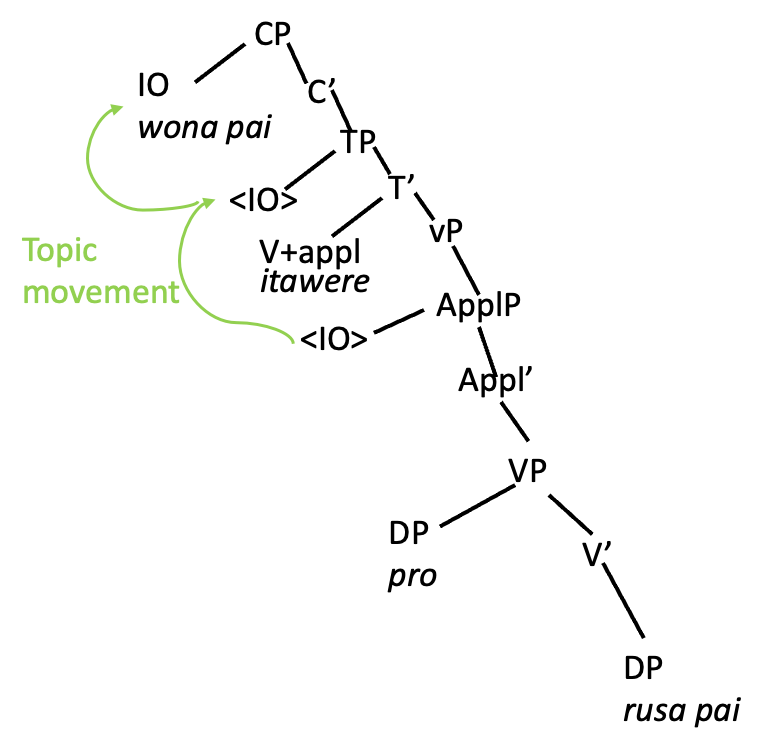 CP
IO
C’
wona pai
TP
<IO>
T’
V+appl
vP
itawere
Topic
movement
ApplP
<IO>
Appl’
VP
DP
pro
V’
DP
rusa pai